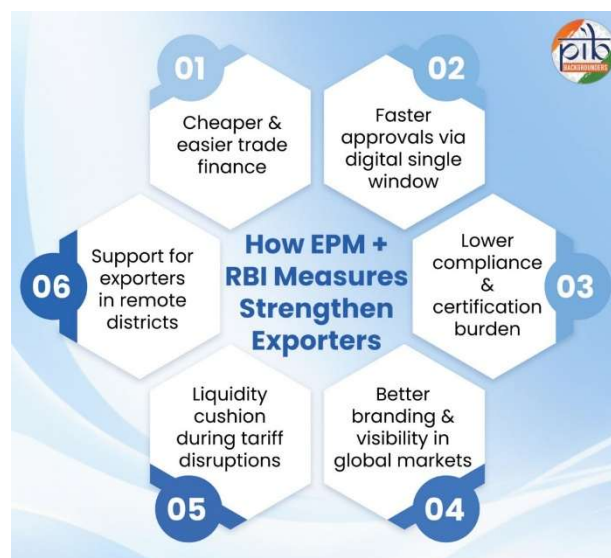 pib
BACKGROUNDERS
01
Cheaper &
easier trade
finance
02
Faster
approvals via
digital single
window
How EPM +
RBI Measures
Strengthen
Exporters
03
Lower
compliance
&
certification
burden
04
Better
branding &
visibility in
global markets
05
Liquidity
cushion
during tariff
disruptions
06
Support for
exporters
in remote
districts